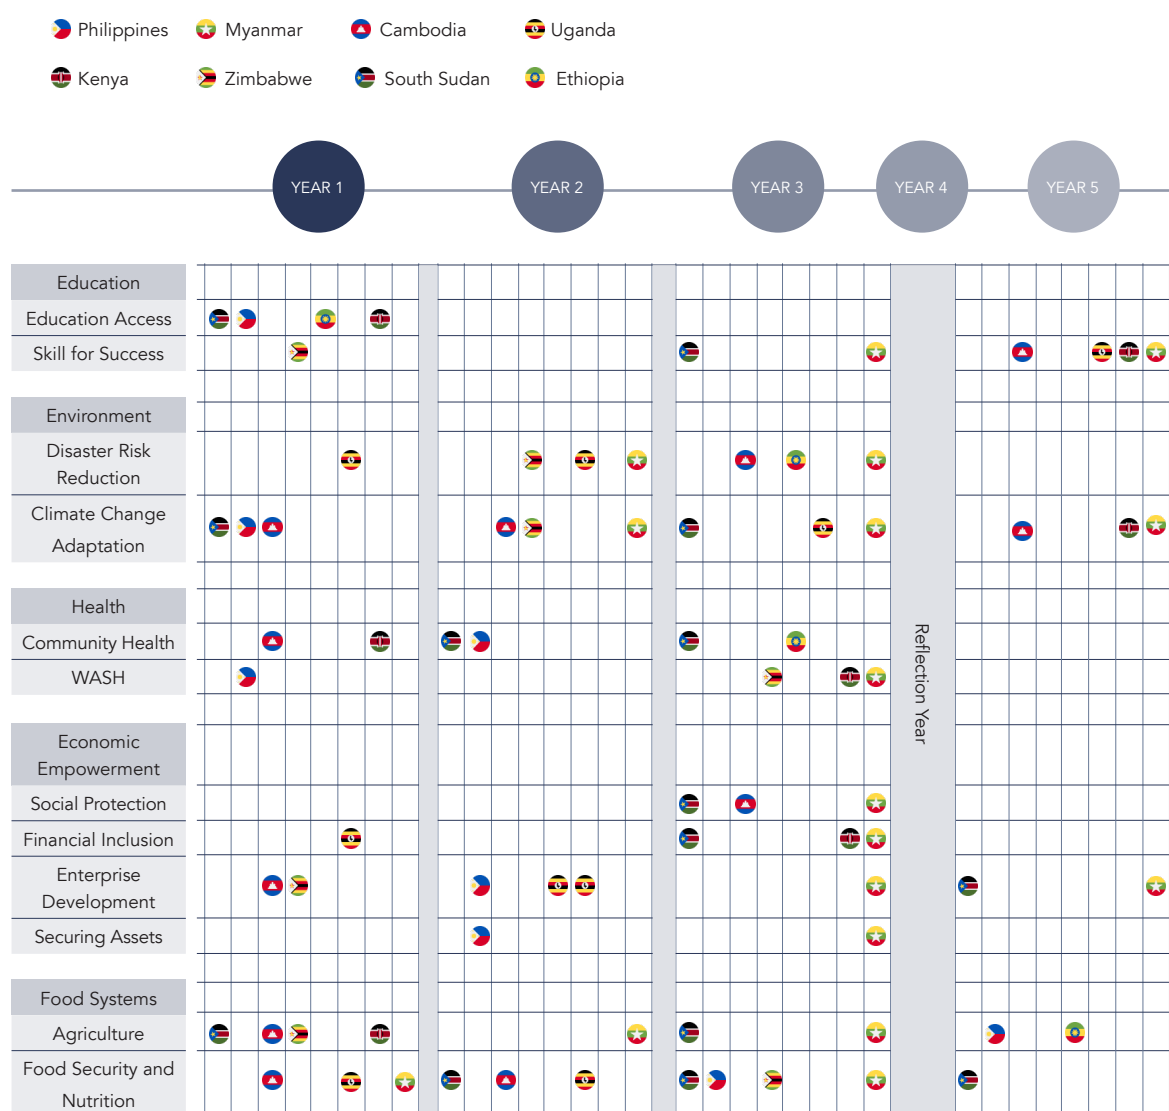 Philippines
Myanmar
Cambodia
Uganda
Kenya
Zimbabwe
South Sudan
Ethiopia
YEAR 1
YEAR 2
YEAR 3
YEAR 4
YEAR 5
Education
Education Access
Skill for Success
Environment
Disaster Risk
Reduction
Climate Change
Adaptation
Health
Community Health
WASH
Reflection Year
Economic
Empowerment
Social Protection
Financial Inclusion
Enterprise
Development
Securing Assets
Food Systems
Agriculture
Food Security and
Nutrition